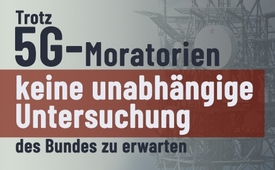 Trotz
5G-Moratorien
keine unabhängige
Untersuchung
des Bundes zu erwarten